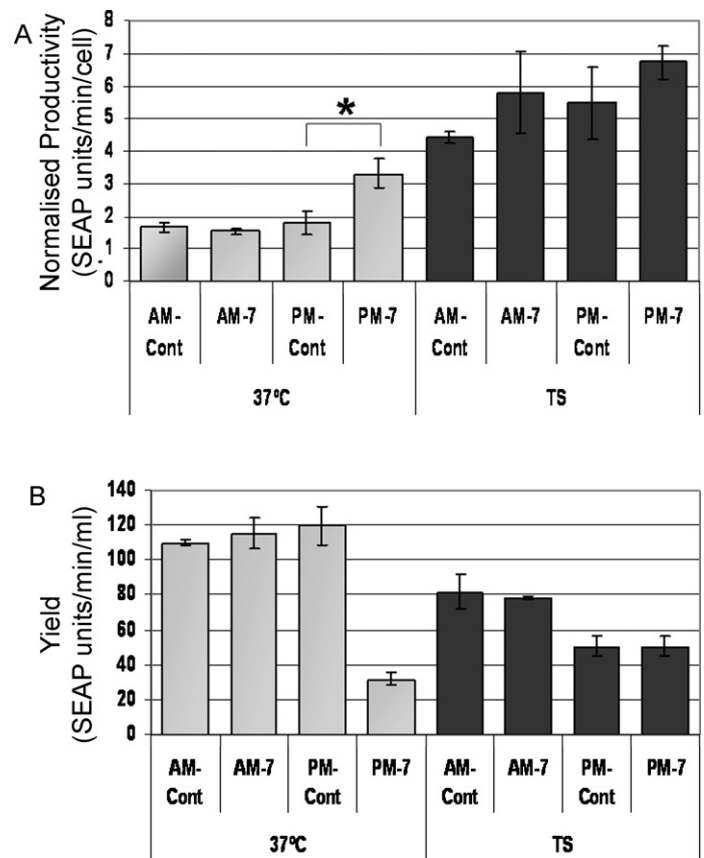 A
Normalised Productivity
(SEAP units/min/cell)
8
7
6
5
4
3
2
1
0
*
AM-
Cont
AM-7
PM-
Cont
PM-7
AM-
Cont
AM-7
PM-
Cont
PM-7
37ºC
TS
B
Yield
(SEAP units/min/ml)
140
120
100
80
60
40
20
0
AM-
Cont
AM-7
PM-
Cont
PM-7
AM-
Cont
AM-7
PM-
Cont
PM-7
37ºC
TS